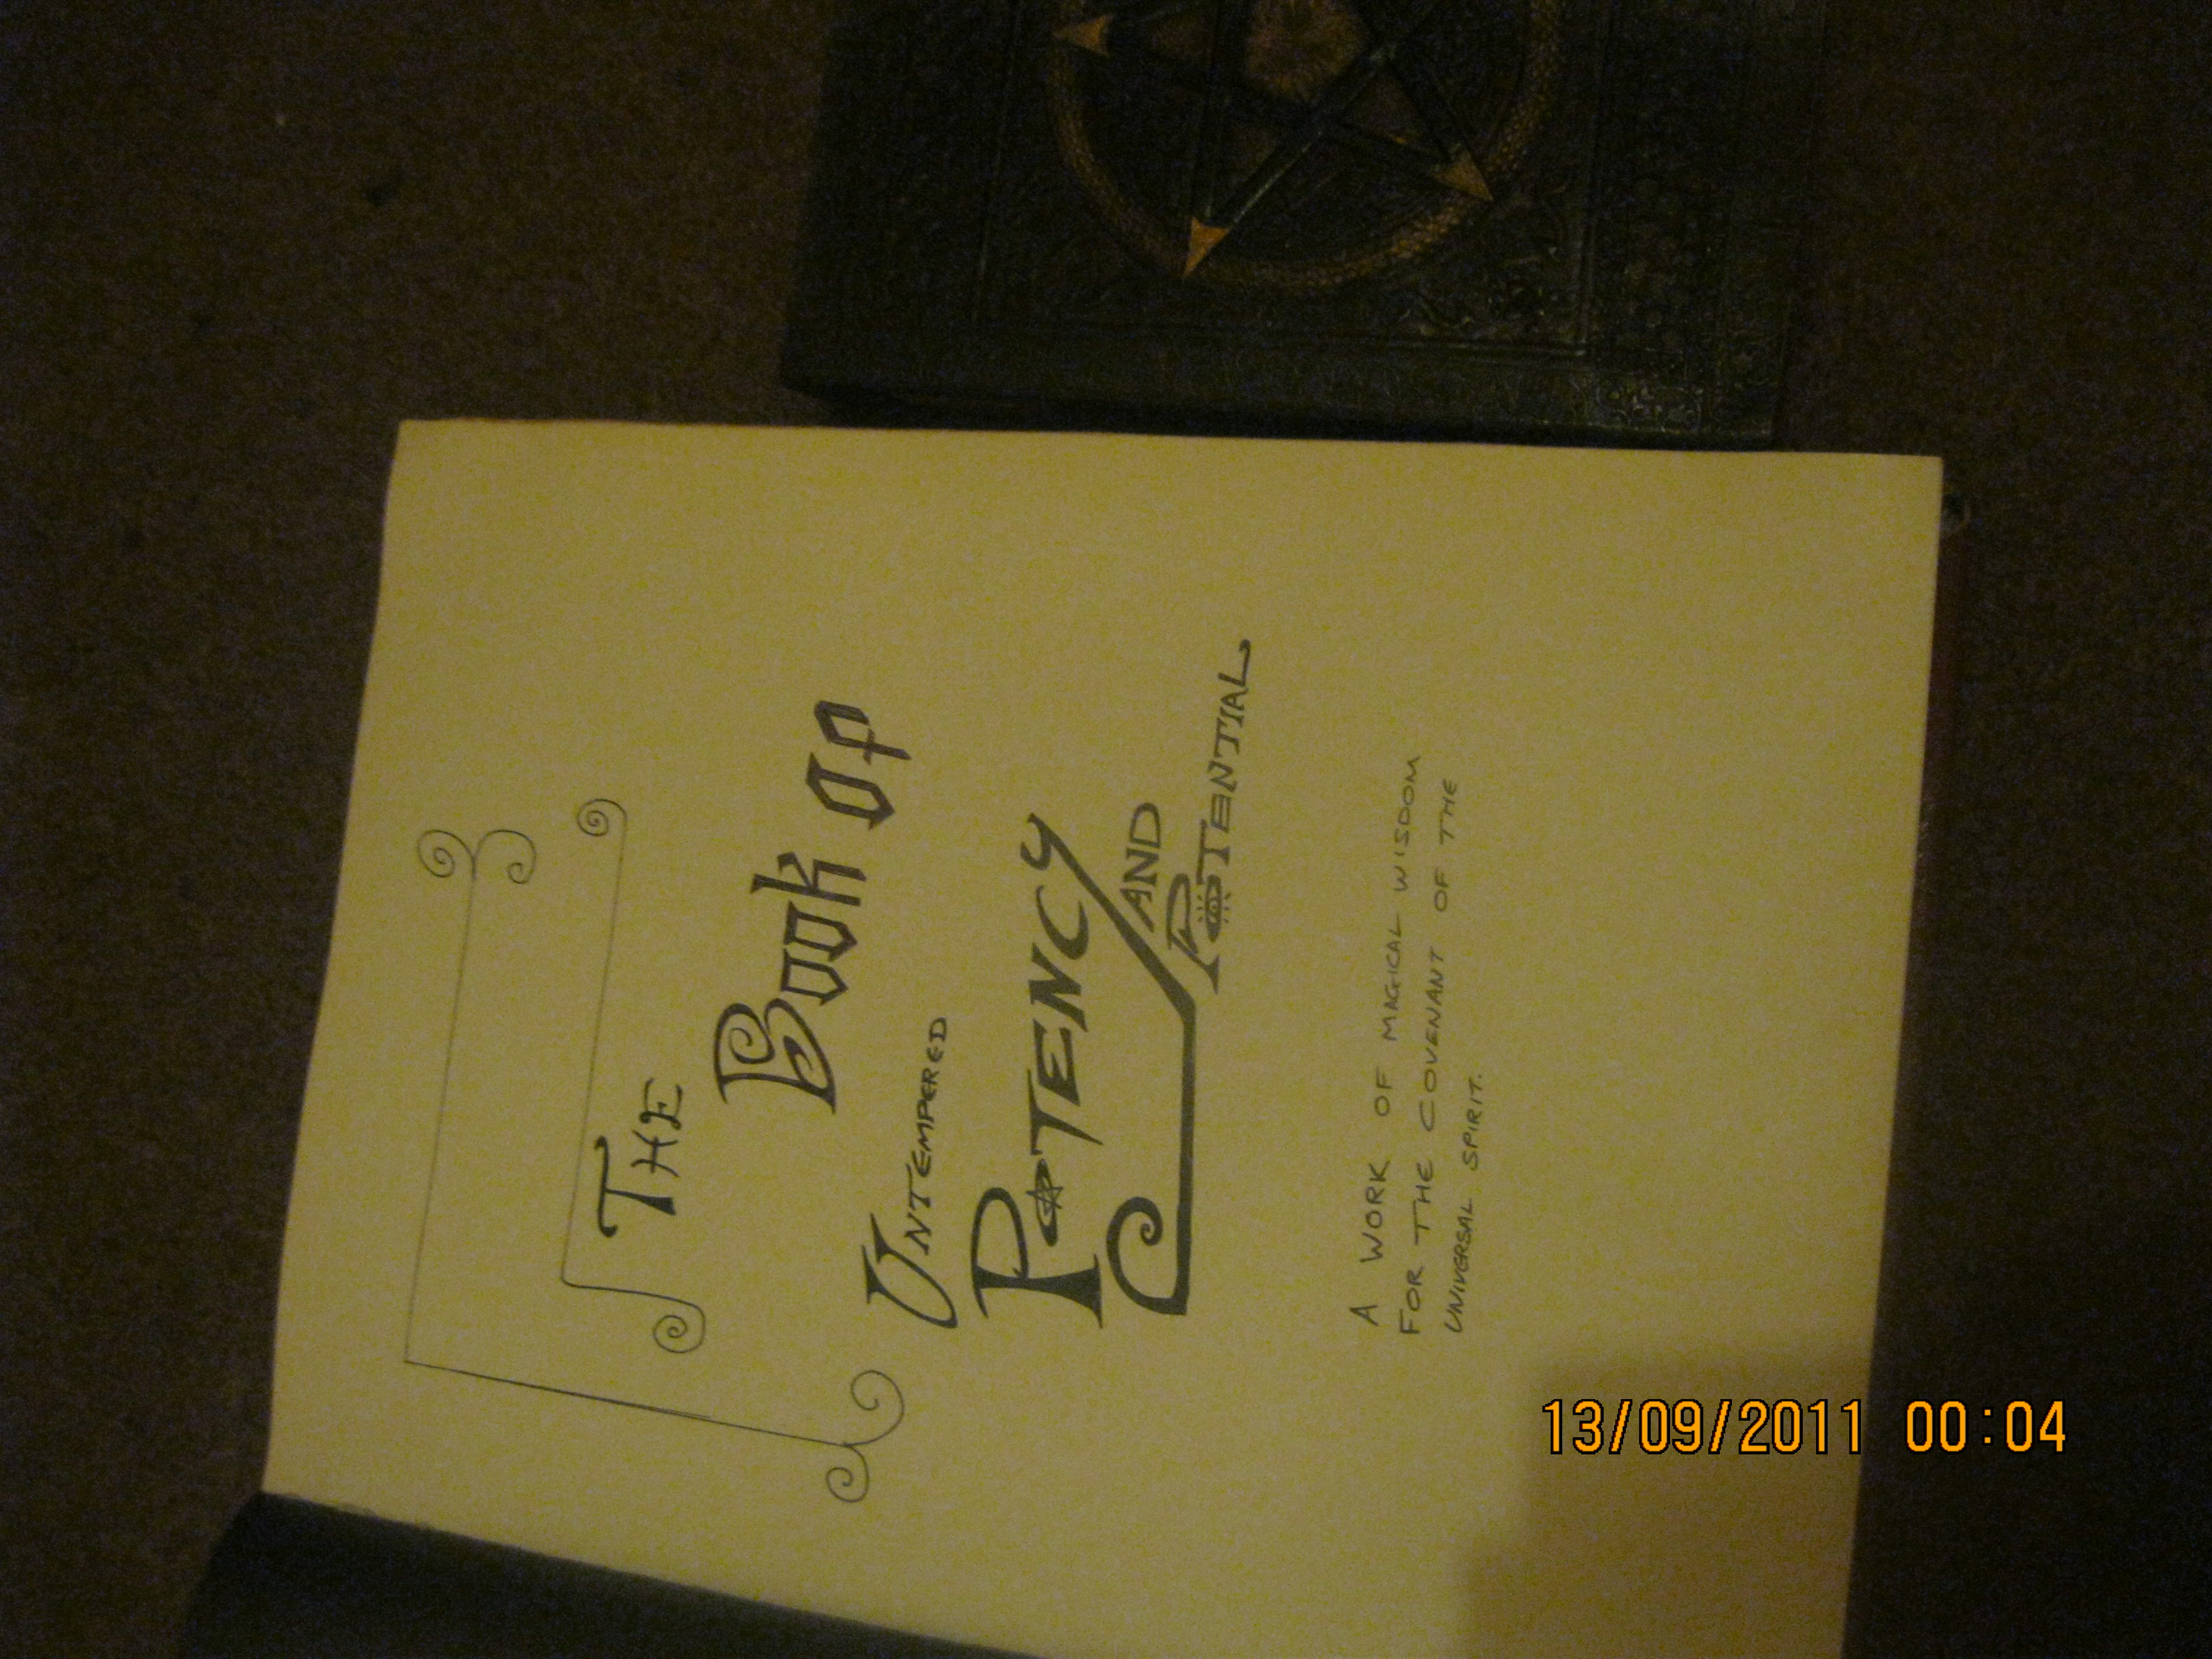 THE
Book of
UNTEMPERED
POTENCY
AND
POTENTIAL
A WORK OF MAGICAL WISDOM
FOR THE COVENANT OF THE
UNIVERSAL SPIRIT.
13/09/2011 00:04